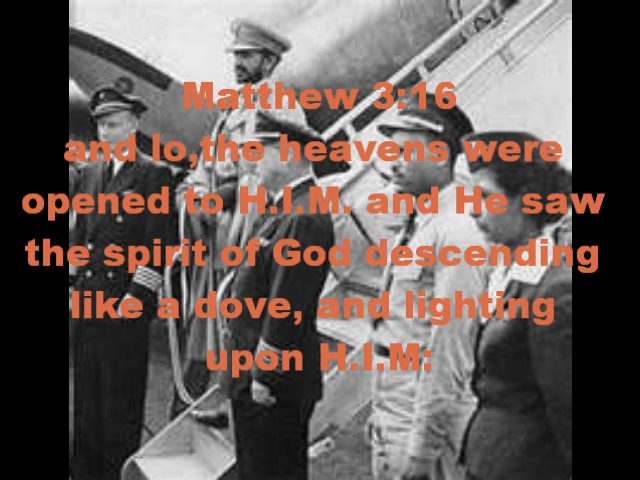 Matthew 3:16
and lo,the heavens were
opened to H.I.M. and He saw
the spirit of God descending
like a dove, and lighting
upon H.I.M: